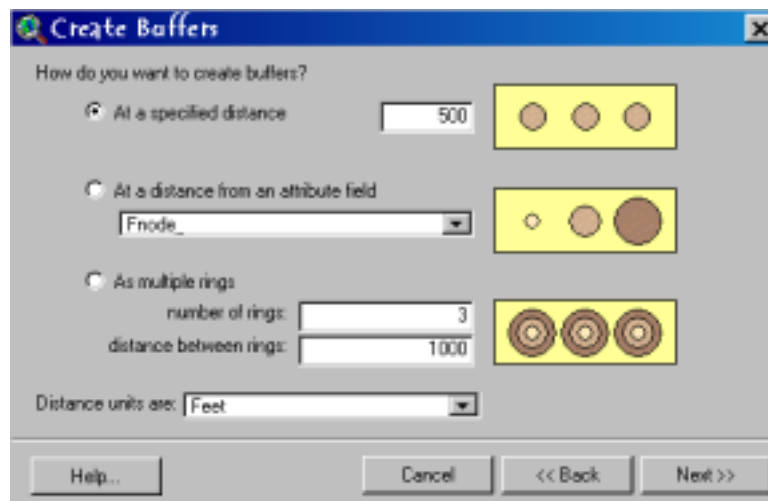 Create Buffers
How do you want to create buffers?
At a specified distance 500
At a distance from an attribute field
Fnode_
As multiple rings
number of rings: 3
distance between rings: 1000
Distance units are: Feet
Help... Cancel << Back Next >>